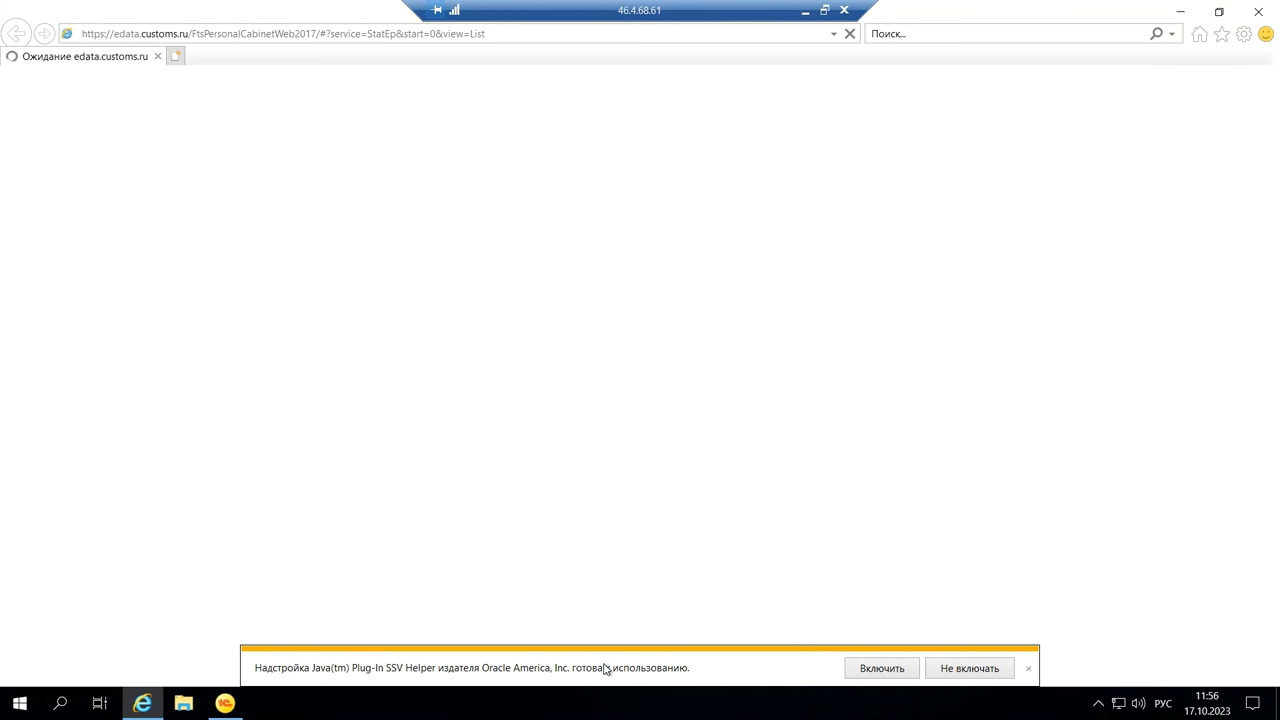 46.4.68.61
https://edata.customs.ru/FtsPersonalCabinetWeb2017/#?service=StatEp&start=0&view=List
Поиск...
Ожидание edata.customs.ru
Надстройка Java(tm) Plug-In SSV Helper издателя Oracle America, Inc. готова к использованию.
Включить
Не включать
1С
РУС
11:56
17.10.2023